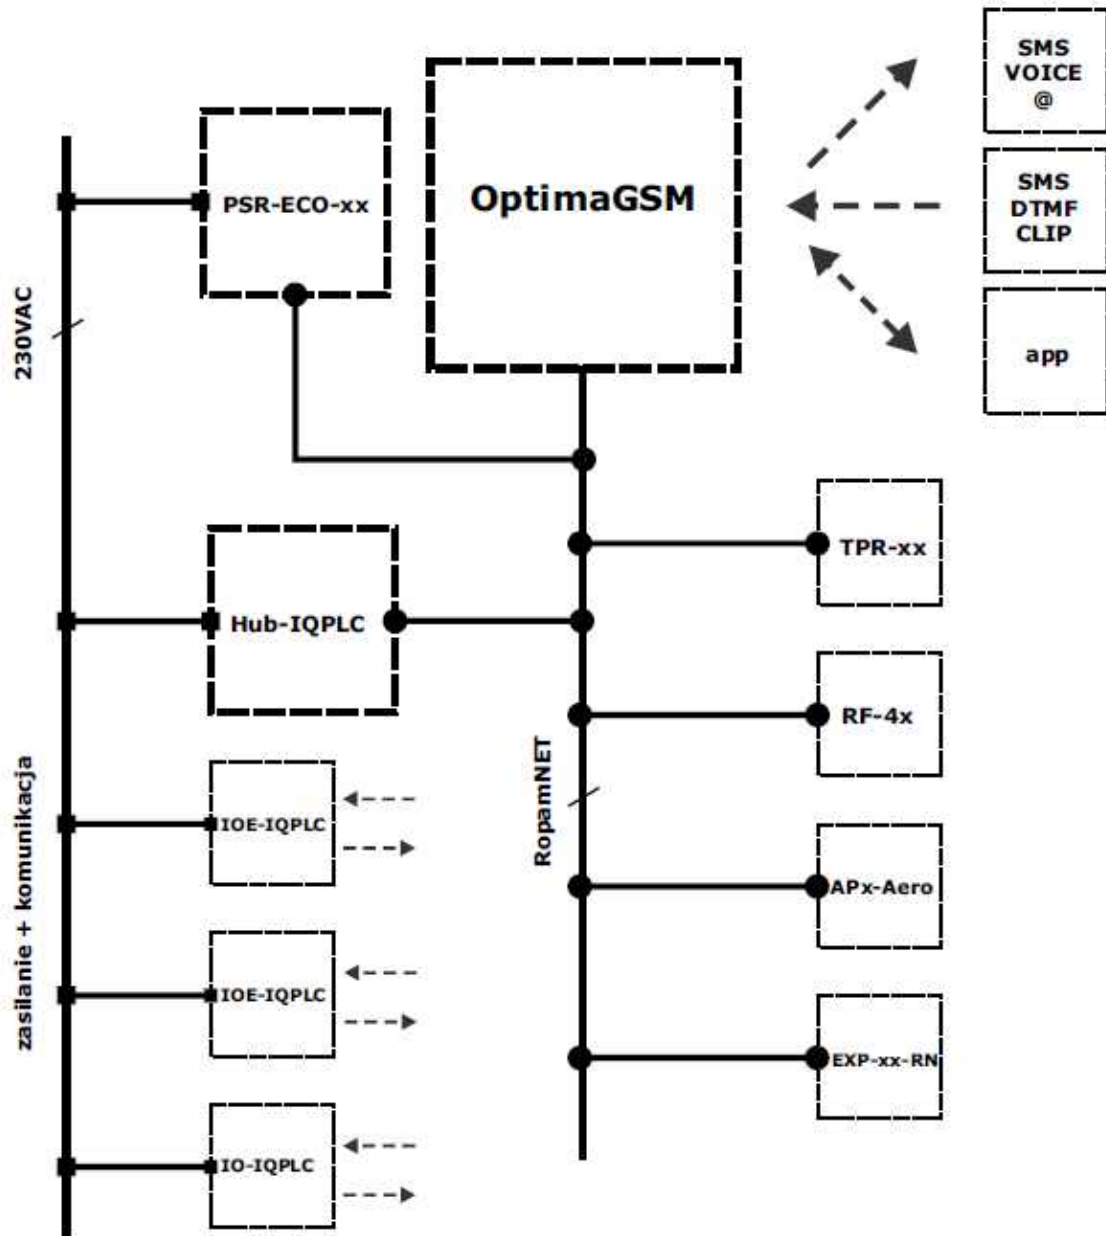 SMS
VOICE
@
PSR-ECO-xx
OptimaGSM
SMS
DTMF
CLIP
230VAC
app
TPR-xx
Hub-IQPLC
RF-4x
RopamNET
zasilanie + komunikacja
IOE-IQPLC
APx-Aero
IOE-IQPLC
EXP-xx-RN
IO-IQPLC